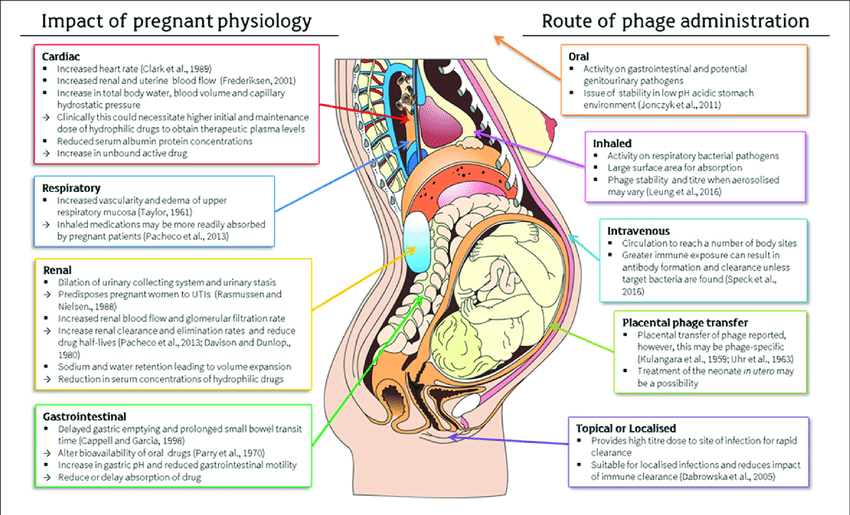 Impact of pregnant physiology
Cardiac
▪ Increased heart rate (Clark et al., 1989)
▪ Increased renal and uterine blood flow (Frederiksen, 2001)
▪ Increase in total body water, blood volume and capillary
hydrostatic pressure
→ Clinically this could necessitate higher initial and maintenance
dose of hydrophilic drugs to obtain therapeutic plasma levels
▪ Reduced serum albumin protein concentrations
→ Increase in unbound active drug
Respiratory
▪ Increased vascularity and edema of upper
respiratory mucosa (Taylor, 1961)
→ Inhaled medications may be more readily absorbed
by pregnant patients (Pacheco et al., 2013)
Renal
▪ Dilation of urinary collecting system and urinary stasis
→ Predisposes pregnant women to UTIs (Rasmussen and
Nielsen., 1988)
▪ Increased renal blood flow and glomerular filtration rate
→ Increase renal clearance and elimination rates and reduce
drug half-lives (Pacheco et al., 2013; Davison and Dunlop.,
1980)
▪ Sodium and water retention leading to volume expansion
→ Reduction in serum concentrations of hydrophilic drugs
Gastrointestinal
▪ Delayed gastric emptying and prolonged small bowel transit
time (Cappell and Garcia, 1998)
→ Alter bioavailability of oral drugs (Parry et al., 1970)
▪ Increase in gastric pH and reduced gastrointestinal motility
→ Reduce or delay absorption of drug
Route of phage administration
Oral
▪ Activity on gastrointestinal and potential
genitourinary pathogens
▪ Issue of stability in low pH acidic stomach
environment (Jonczyk et al., 2011)
Inhaled
▪ Activity on respiratory bacterial pathogens
▪ Large surface area for absorption
▪ Phage stability and titre when aerosolised
may vary (Leung et al., 2016)
Intravenous
▪ Circulation to reach a number of body sites
▪ Greater immune exposure can result in
antibody formation and clearance unless
target bacteria are found (Speck et al.,
2016)
Placental phage transfer
▪ Placental transfer of phage reported,
however, this may be phage-specific
(Kulangara et al., 1959; Uhr et al., 1963)
▪ Treatment of the neonate in utero may
be a possibility
Topical or Localised
▪ Provides high titre dose to site of infection for rapid
clearance
▪ Suitable for localised infections and reduces impact
of immune clearance (Dabrowska et al., 2005)